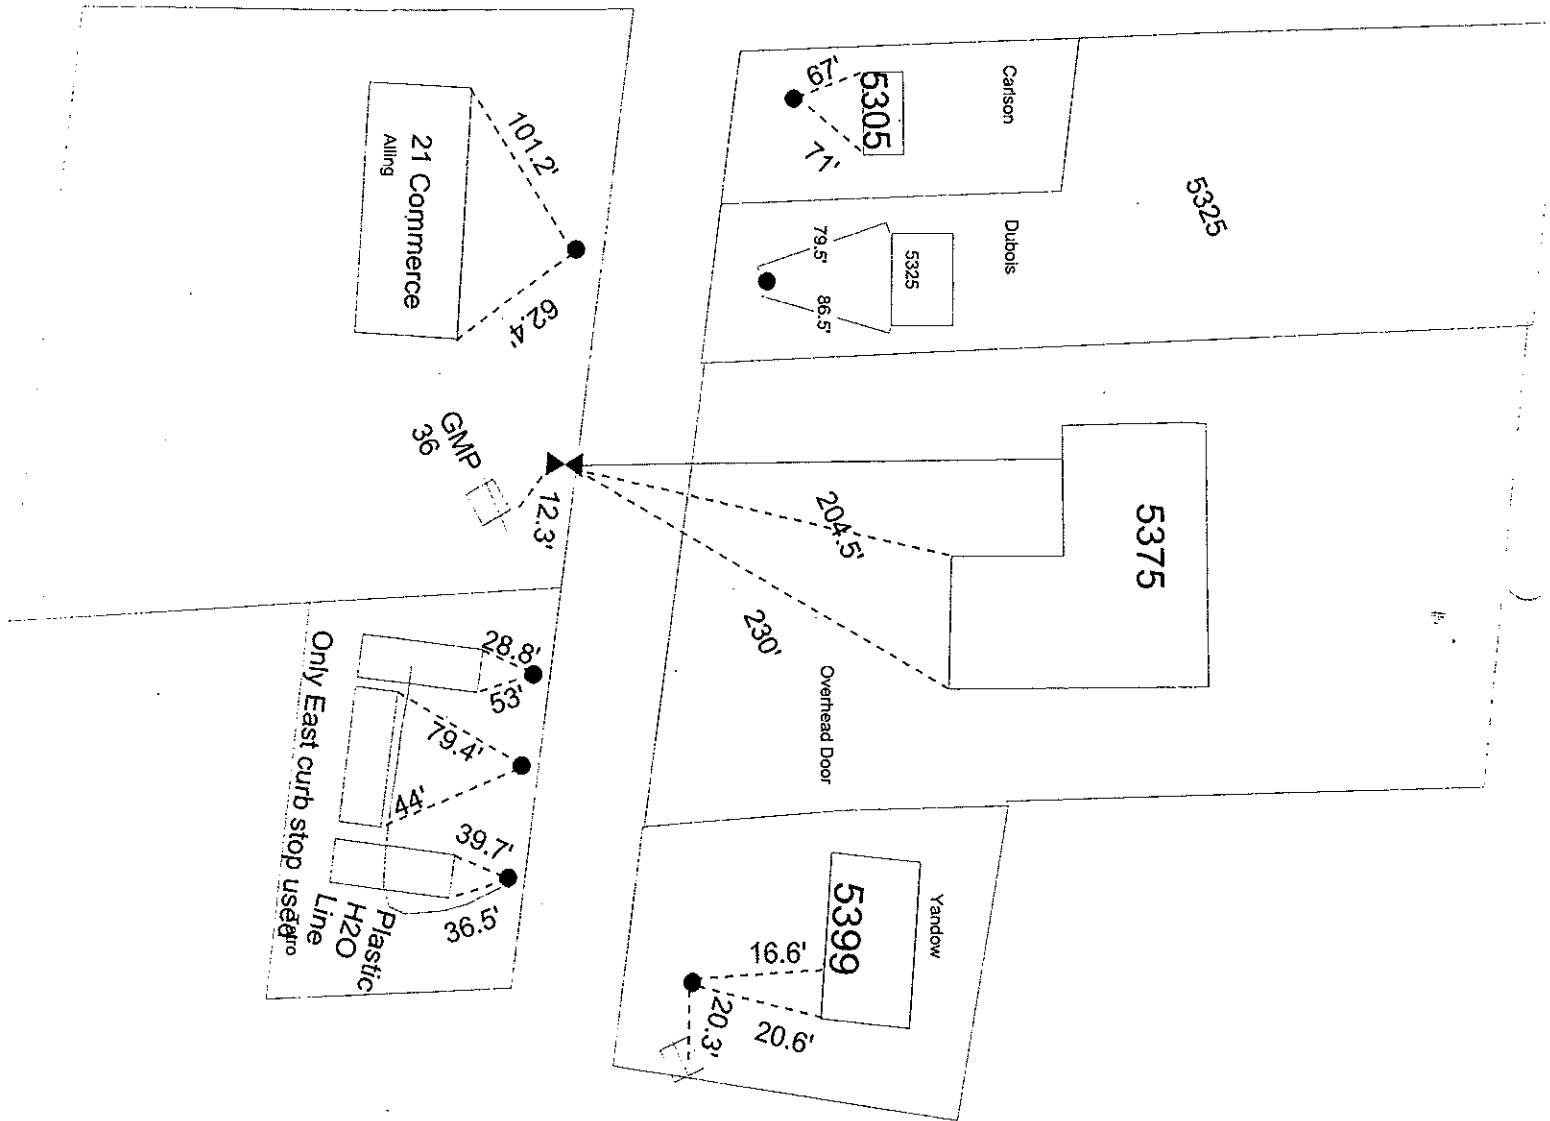 67'
5305
71'
Carlson
5325
101.2'
21 Commerce
Alling
62.4'
79.5'
5325
86.5'
Dubois
GMP
36
12.3'
204.5'
5375
230'
Overhead Door
28.8'
53'
79.4'
44'
39.7'
36.5'
Only East curb stop used
Plastic
H2O
Line
5399
Yandow
16.6'
20.6'
20.3'